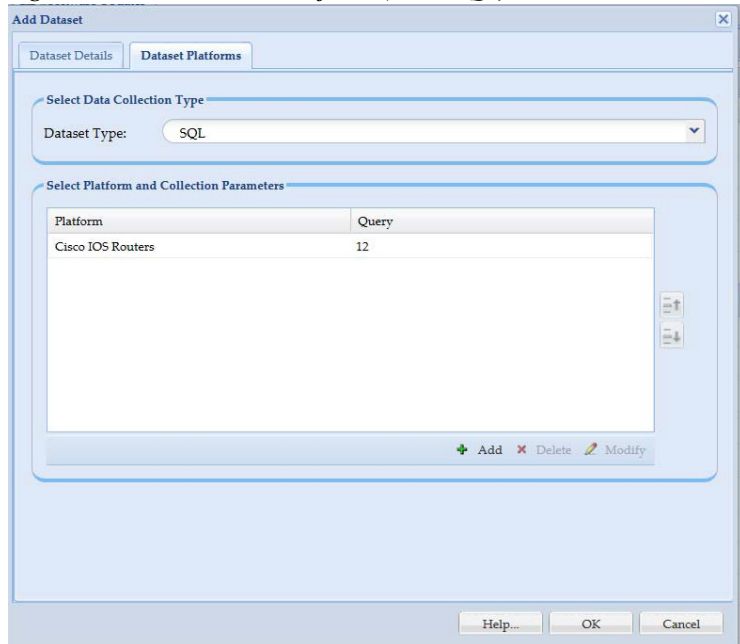 Add Dataset
Dataset Details Dataset Platforms
Select Data Collection Type
Dataset Type: SQL
Select Platform and Collection Parameters
Platform Query
Cisco IOS Routers 12
Add Delete Modify
Help... OK Cancel